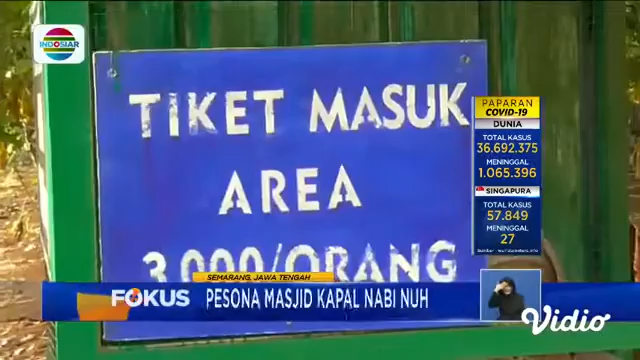 INDOSIAR
TIKET MASUK
AREA
3.000/ORANG
PAPARAN
COVID-19
DUNIA
TOTAL KASUS
36.692.375
MENINGGAL
1.065.396
SINGAPURA
TOTAL KASUS
57.849
MENINGGAL
27
SEMARANG, JAWA TENGAH
FOKUS
PESONA MASJID KAPAL NABI NUH
Vidio